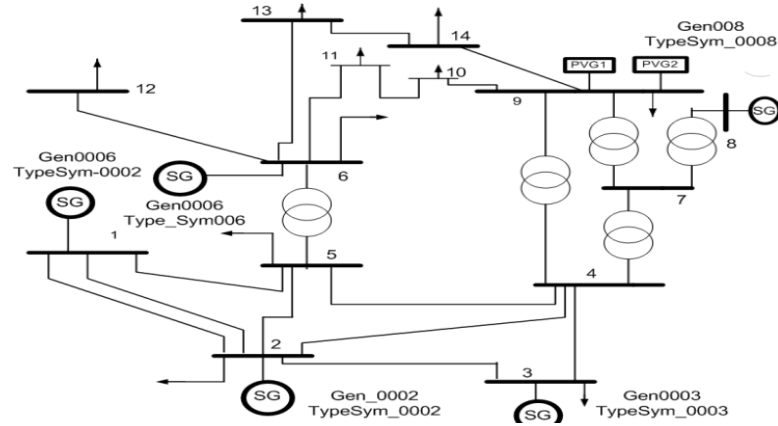 13
Gen008
TypeSym_0008
14
11
10
PVG1
PVG2
12
9
SG
8
Gen0006
TypeSym-0002
SG
6
7
SG
Gen0006
Type_Sym006
1
5
4
2
3
SG
Gen_0002
TypeSym_0002
Gen0003
TypeSym_0003
SG